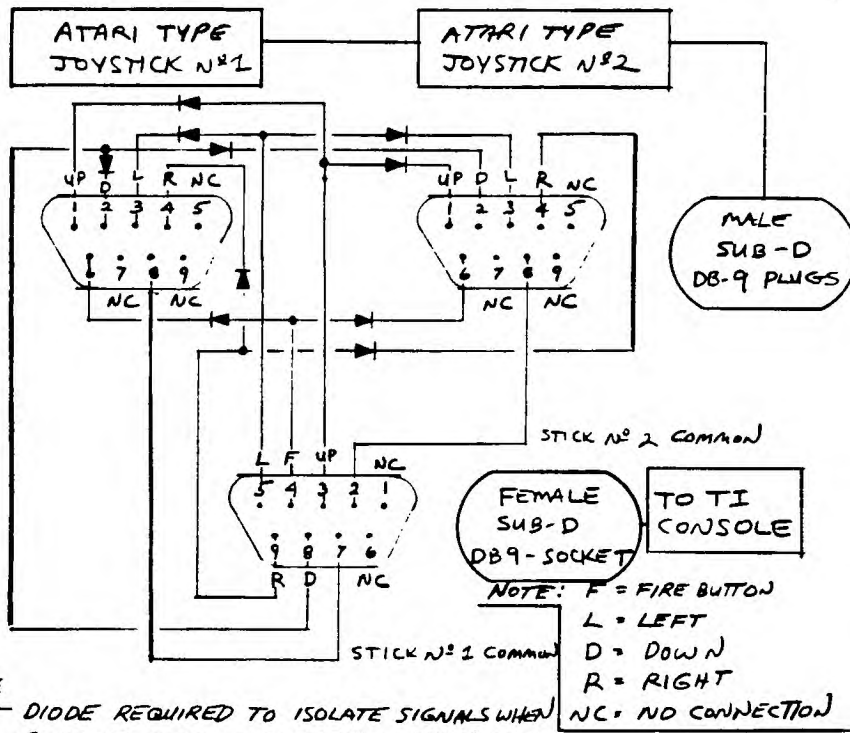 ATARI TYPE
JOYSTICK Nº1
ATARI TYPE
JOYSTICK Nº2
UP D L R NC
1 2 3 4 5
6 7 8 9
NC NC
UP D L R NC
1 2 3 4 5
6 7 8 9
NC NC
MALE
SUB-D
DB-9 PLUGS
STICK Nº 2 COMMON
L F UP NC
5 4 3 2 1
9 8 7 6
R D NC
FEMALE
SUB-D
DB9-SOCKET
TO TI
CONSOLE
NOTE: F = FIRE BUTTON
L = LEFT
D = DOWN
R = RIGHT
NC = NO CONNECTION
STICK Nº 1 COMMON
DIODE REQUIRED TO ISOLATE SIGNALS WHEN